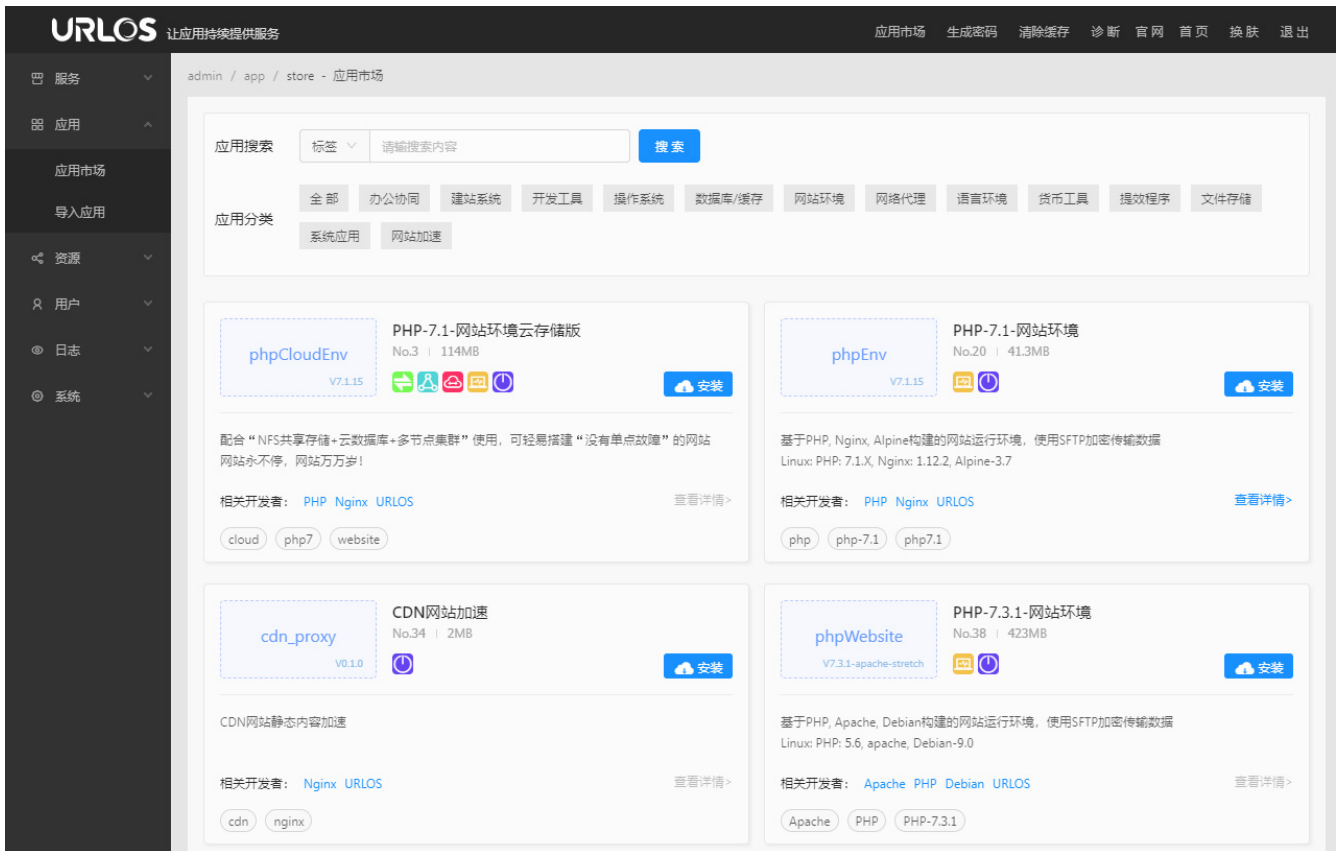 URLOS 让应用持续提供服务
应用市场 生成密码 清除缓存 诊断 官网 首页 换肤 退出
服务
应用
应用市场
导入应用
资源
用户
日志
系统
admin / app / store - 应用市场
应用搜索 标签 请输搜索内容 搜索
应用分类
全部 办公协同 建站系统 开发工具 操作系统 数据库/缓存 网站环境 网络代理 语言环境 货币工具 提效程序 文件存储
系统应用 网站加速
phpCloudEnv
V7.1.15
PHP-7.1-网站环境云存储版
No.3 | 114MB
安装
配合“NFS共享存储+云数据库+多节点集群”使用，可轻易搭建“没有单点故障”的网站
网站永不停，网站万万岁!
相关开发者： PHP Nginx URLOS 查看详情>
cloud php7 website
phpEnv
V7.1.15
PHP-7.1-网站环境
No.20 | 41.3MB
安装
基于PHP, Nginx, Alpine构建的网站运行环境，使用SFTP加密传输数据
Linux: PHP: 7.1.X, Nginx: 1.12.2, Alpine-3.7
相关开发者： PHP Nginx URLOS 查看详情>
php php-7.1 php7.1
cdn_proxy
V0.1.0
CDN网站加速
No.34 | 2MB
安装
CDN网站静态内容加速
相关开发者： Nginx URLOS 查看详情>
cdn nginx
phpWebsite
V7.3.1-apache-stretch
PHP-7.3.1-网站环境
No.38 | 423MB
安装
基于PHP, Apache, Debian构建的网站运行环境，使用SFTP加密传输数据
Linux: PHP: 5.6, apache, Debian-9.0
相关开发者： Apache PHP Debian URLOS 查看详情>
Apache PHP PHP-7.3.1